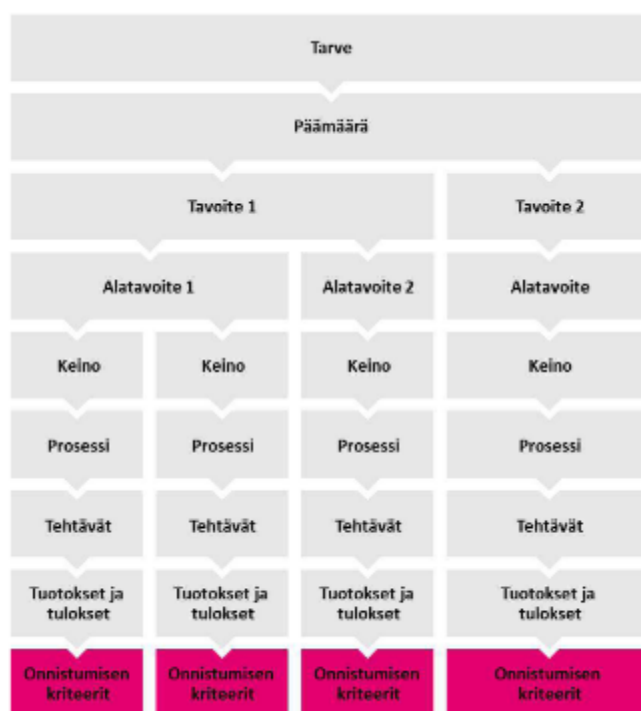 Tarve
Päämäärä
Tavoite 1
Tavoite 2
Alatavoite 1
Alatavoite 2
Alatavoite
Keino
Keino
Keino
Keino
Prosessi
Prosessi
Prosessi
Prosessi
Tehtävät
Tehtävät
Tehtävät
Tehtävät
Tuotokset ja
tulokset
Tuotokset ja
tulokset
Tuotokset ja
tulokset
Tuotokset ja
tulokset
Onnistumisen
kriteerit
Onnistumisen
kriteerit
Onnistumisen
kriteerit
Onnistumisen
kriteerit